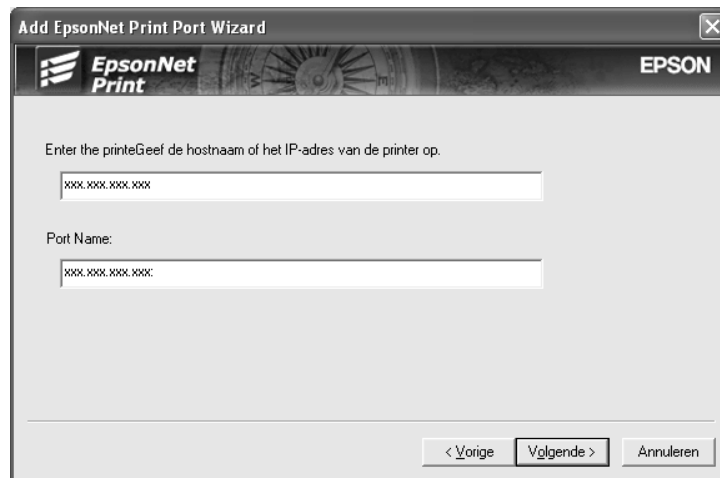 Add EpsonNet Print Port Wizard
EpsonNet
Print
EPSON
Enter the printeGeef de hostnaam of het IP-adres van de printer op.
xxx.xxx.xxx.xxx
Port Name:
xxx.xxx.xxx.xxx:
< Vorige
Volgende >
Annuleren